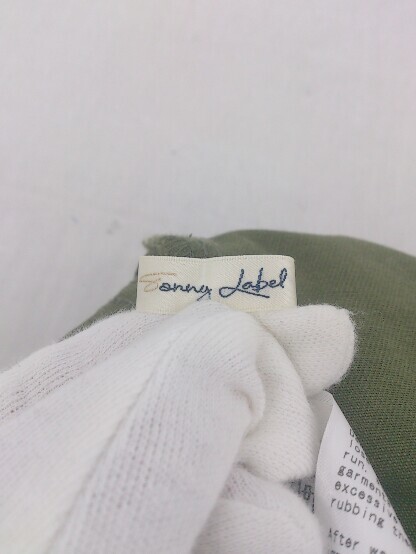 Sonny Label
run.
garment
excessive
rubbing
After